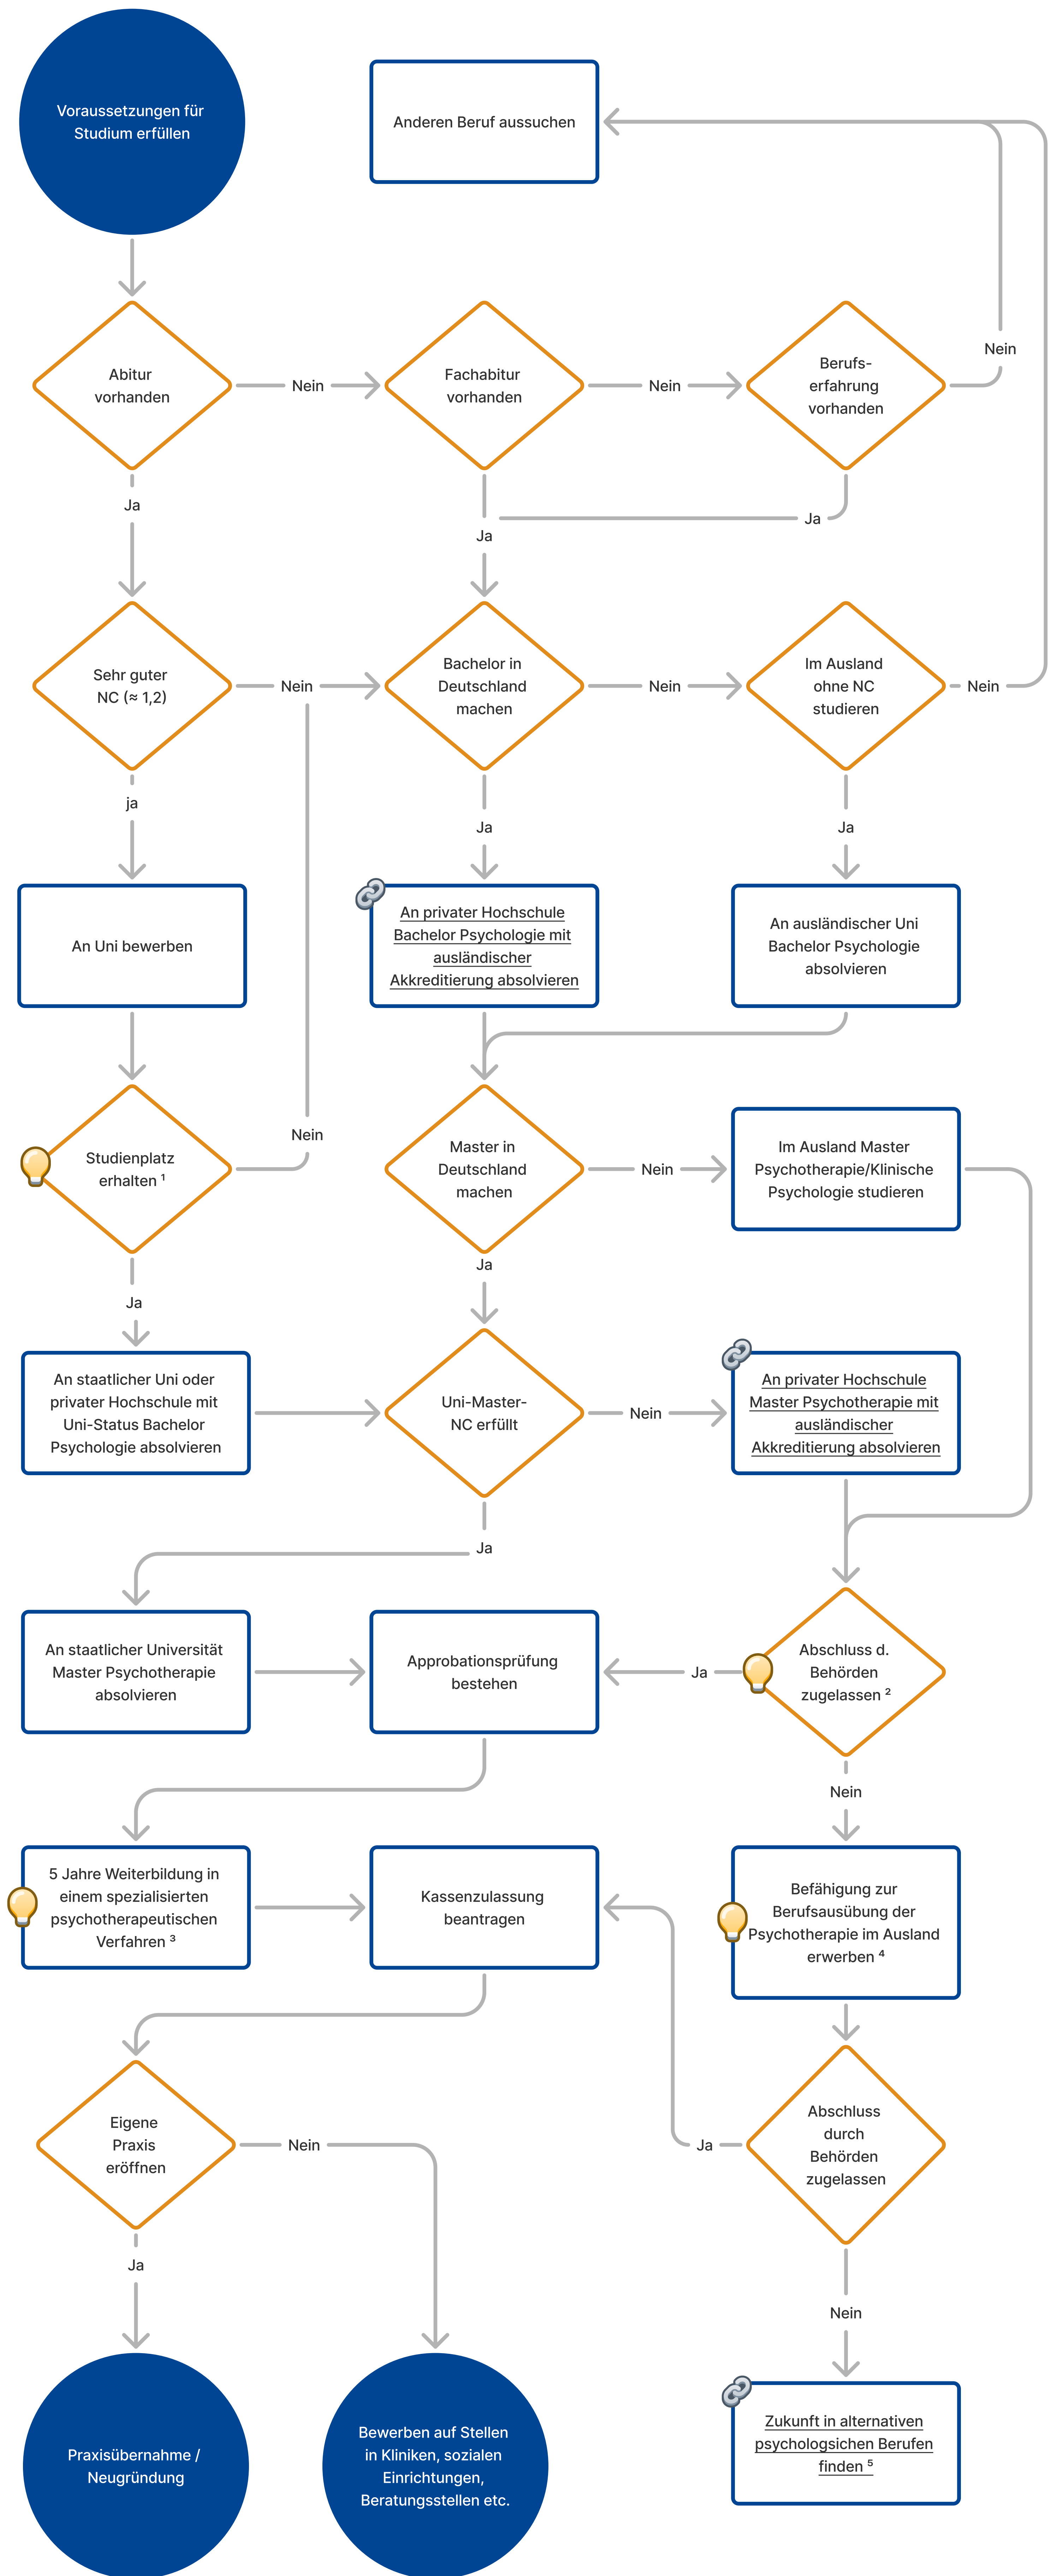 Voraussetzungen für
Studium erfüllen
Anderen Beruf aussuchen
Abitur
vorhanden
Nein
Fachabitur
vorhanden
Nein
Berufs-
erfahrung
vorhanden
Nein
Ja
Ja
Ja
Sehr guter
NC (≈ 1,2)
Nein
Bachelor in
Deutschland
machen
Nein
Im Ausland
ohne NC
studieren
Nein
ja
Ja
Ja
An Uni bewerben
An privater Hochschule
Bachelor Psychologie mit
ausländischer
Akkreditierung absolvieren
An ausländischer Uni
Bachelor Psychologie
absolvieren
Studienplatz
erhalten ¹
Nein
Master in
Deutschland
machen
Nein
Im Ausland Master
Psychotherapie/Klinische
Psychologie studieren
Ja
Ja
An staatlicher Uni oder
privater Hochschule mit
Uni-Status Bachelor
Psychologie absolvieren
Uni-Master-
NC erfüllt
Nein
An privater Hochschule
Master Psychotherapie mit
ausländischer
Akkreditierung absolvieren
Ja
An staatlicher Universität
Master Psychotherapie
absolvieren
Approbationsprüfung
bestehen
Ja
Abschluss d.
Behörden
zugelassen ²
Nein
5 Jahre Weiterbildung in
einem spezialisierten
psychotherapeutischen
Verfahren ³
Kassenzulassung
beantragen
Befähigung zur
Berufsausübung der
Psychotherapie im Ausland
erwerben ⁴
Eigene
Praxis
eröffnen
Nein
Ja
Abschluss
durch
Behörden
zugelassen
Ja
Nein
Praxisübernahme /
Neugründung
Bewerben auf Stellen
in Kliniken, sozialen
Einrichtungen,
Beratungsstellen etc.
Zukunft in alternativen
psychologsichen Berufen
finden ⁵